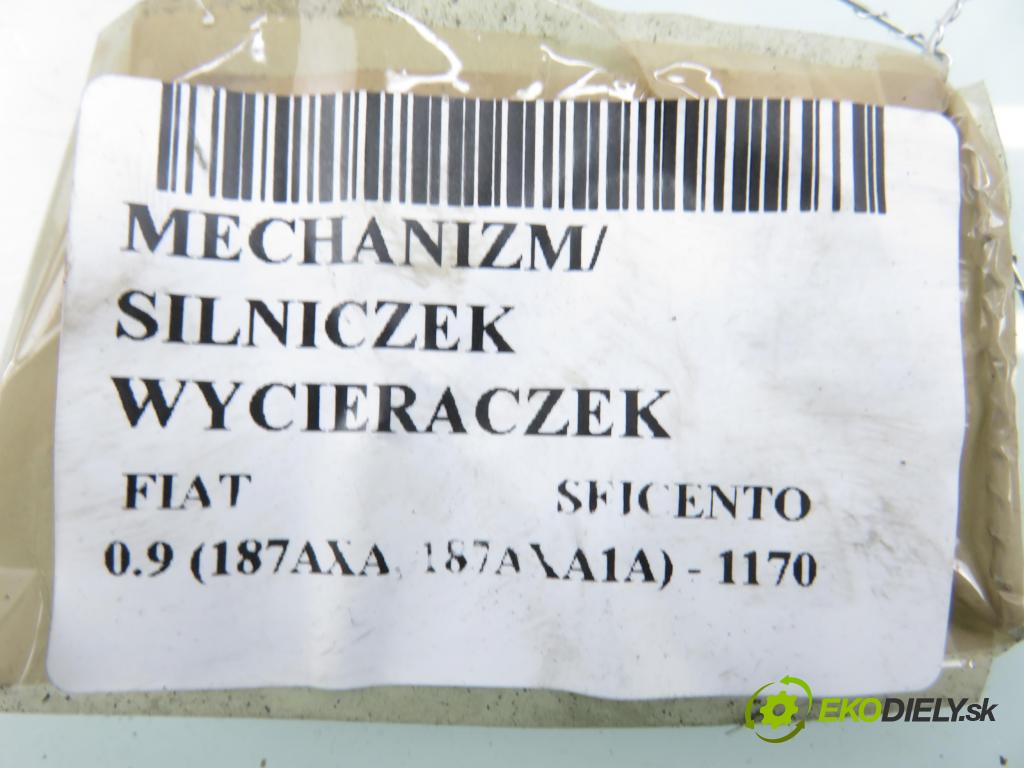 MECHANIZM/
SILNICZEK
WYCIERACZEK
FIAT SEICENTO
0.9 (187AXA, 187AXA1A) - 1170
EKODIELY.sk